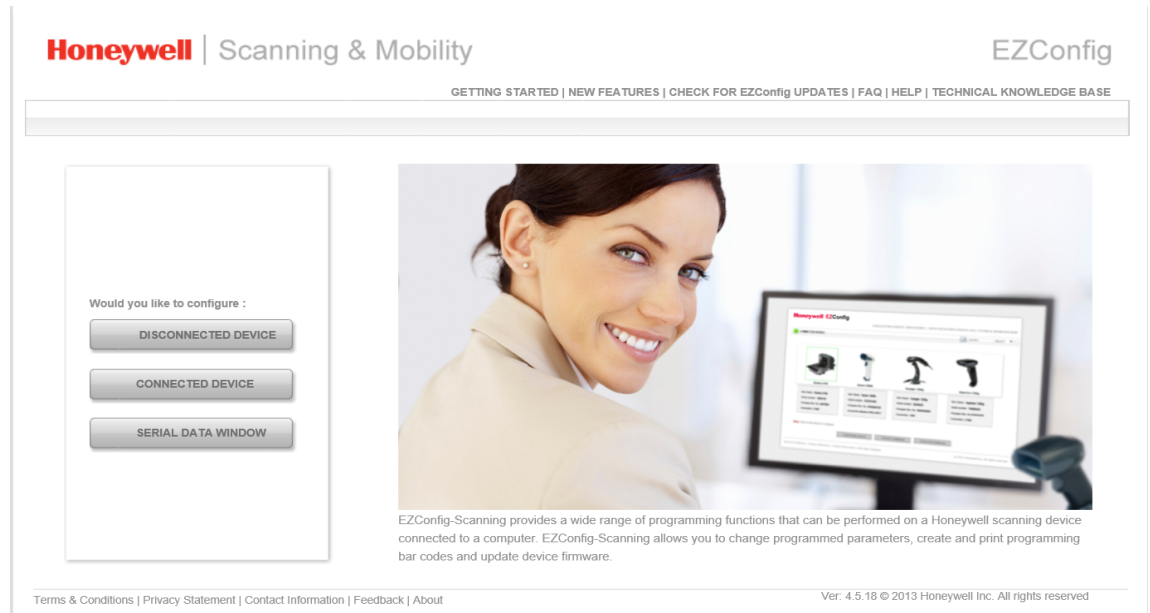 Honeywell | Scanning & Mobility
EZConfig
GETTING STARTED | NEW FEATURES | CHECK FOR EZConfig UPDATES | FAQ | HELP | TECHNICAL KNOWLEDGE BASE
Would you like to configure :
DISCONNECTED DEVICE
CONNECTED DEVICE
SERIAL DATA WINDOW
Honeywell EZConfig
EZConfig-Scanning provides a wide range of programming functions that can be performed on a Honeywell scanning device
connected to a computer. EZConfig-Scanning allows you to change programmed parameters, create and print programming
bar codes and update device firmware.
Terms & Conditions | Privacy Statement | Contact Information | Feedback | About
Ver: 4.5.18 © 2013 Honeywell Inc. All rights reserved